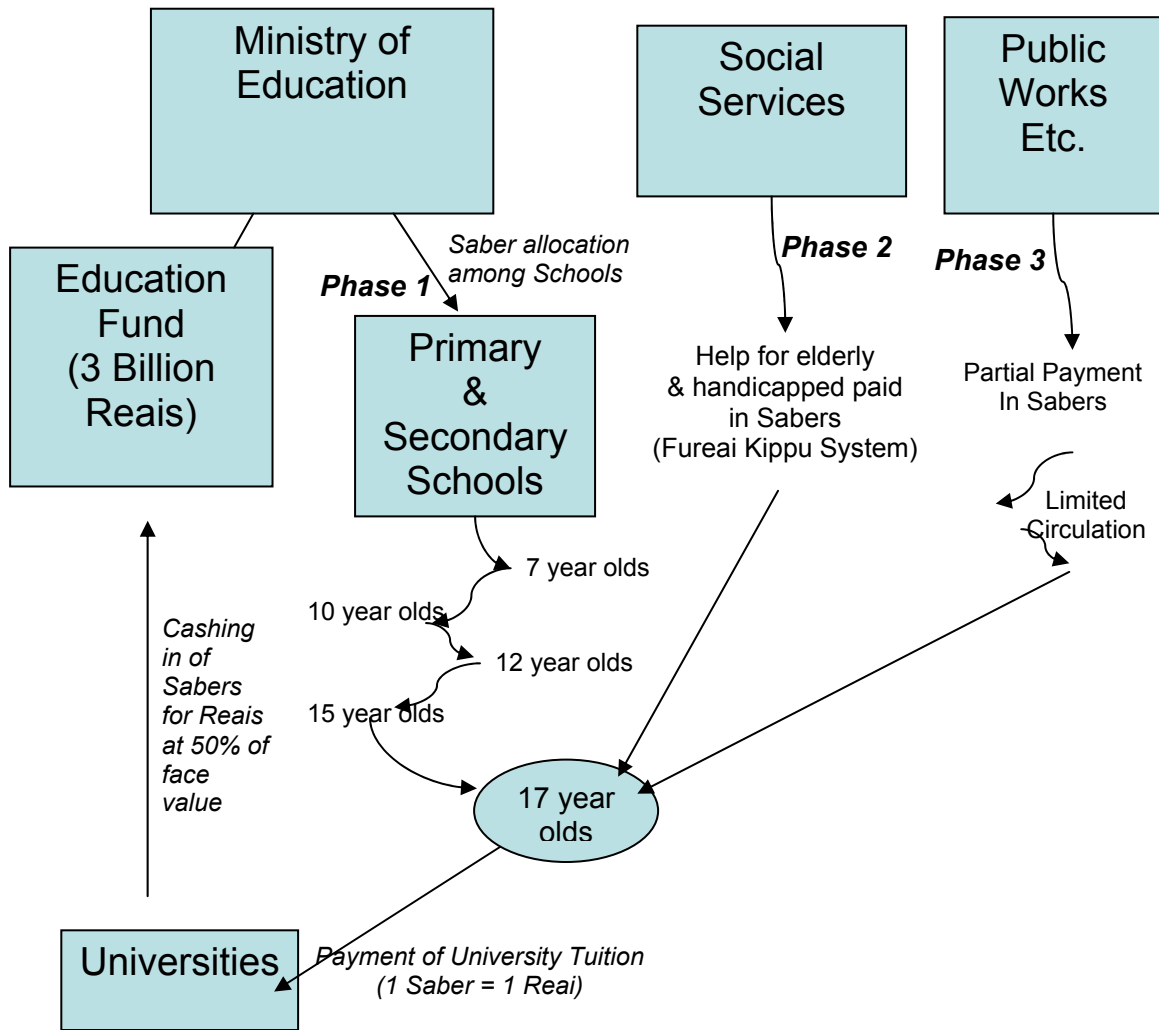 Ministry of
Education
Social
Services
Public
Works
Etc.
Saber allocation
among Schools
Phase 1
Phase 2
Phase 3
Education
Fund
(3 Billion
Reais)
Primary
&
Secondary
Schools
Help for elderly
& handicapped paid
in Sabers
(Fureai Kippu System)
Partial Payment
In Sabers
Limited
Circulation
7 year olds
10 year olds
12 year olds
15 year olds
17 year
olds
Cashing
in of
Sabers
for Reais
at 50% of
face
value
Universities
Payment of University Tuition
(1 Saber = 1 Reai)